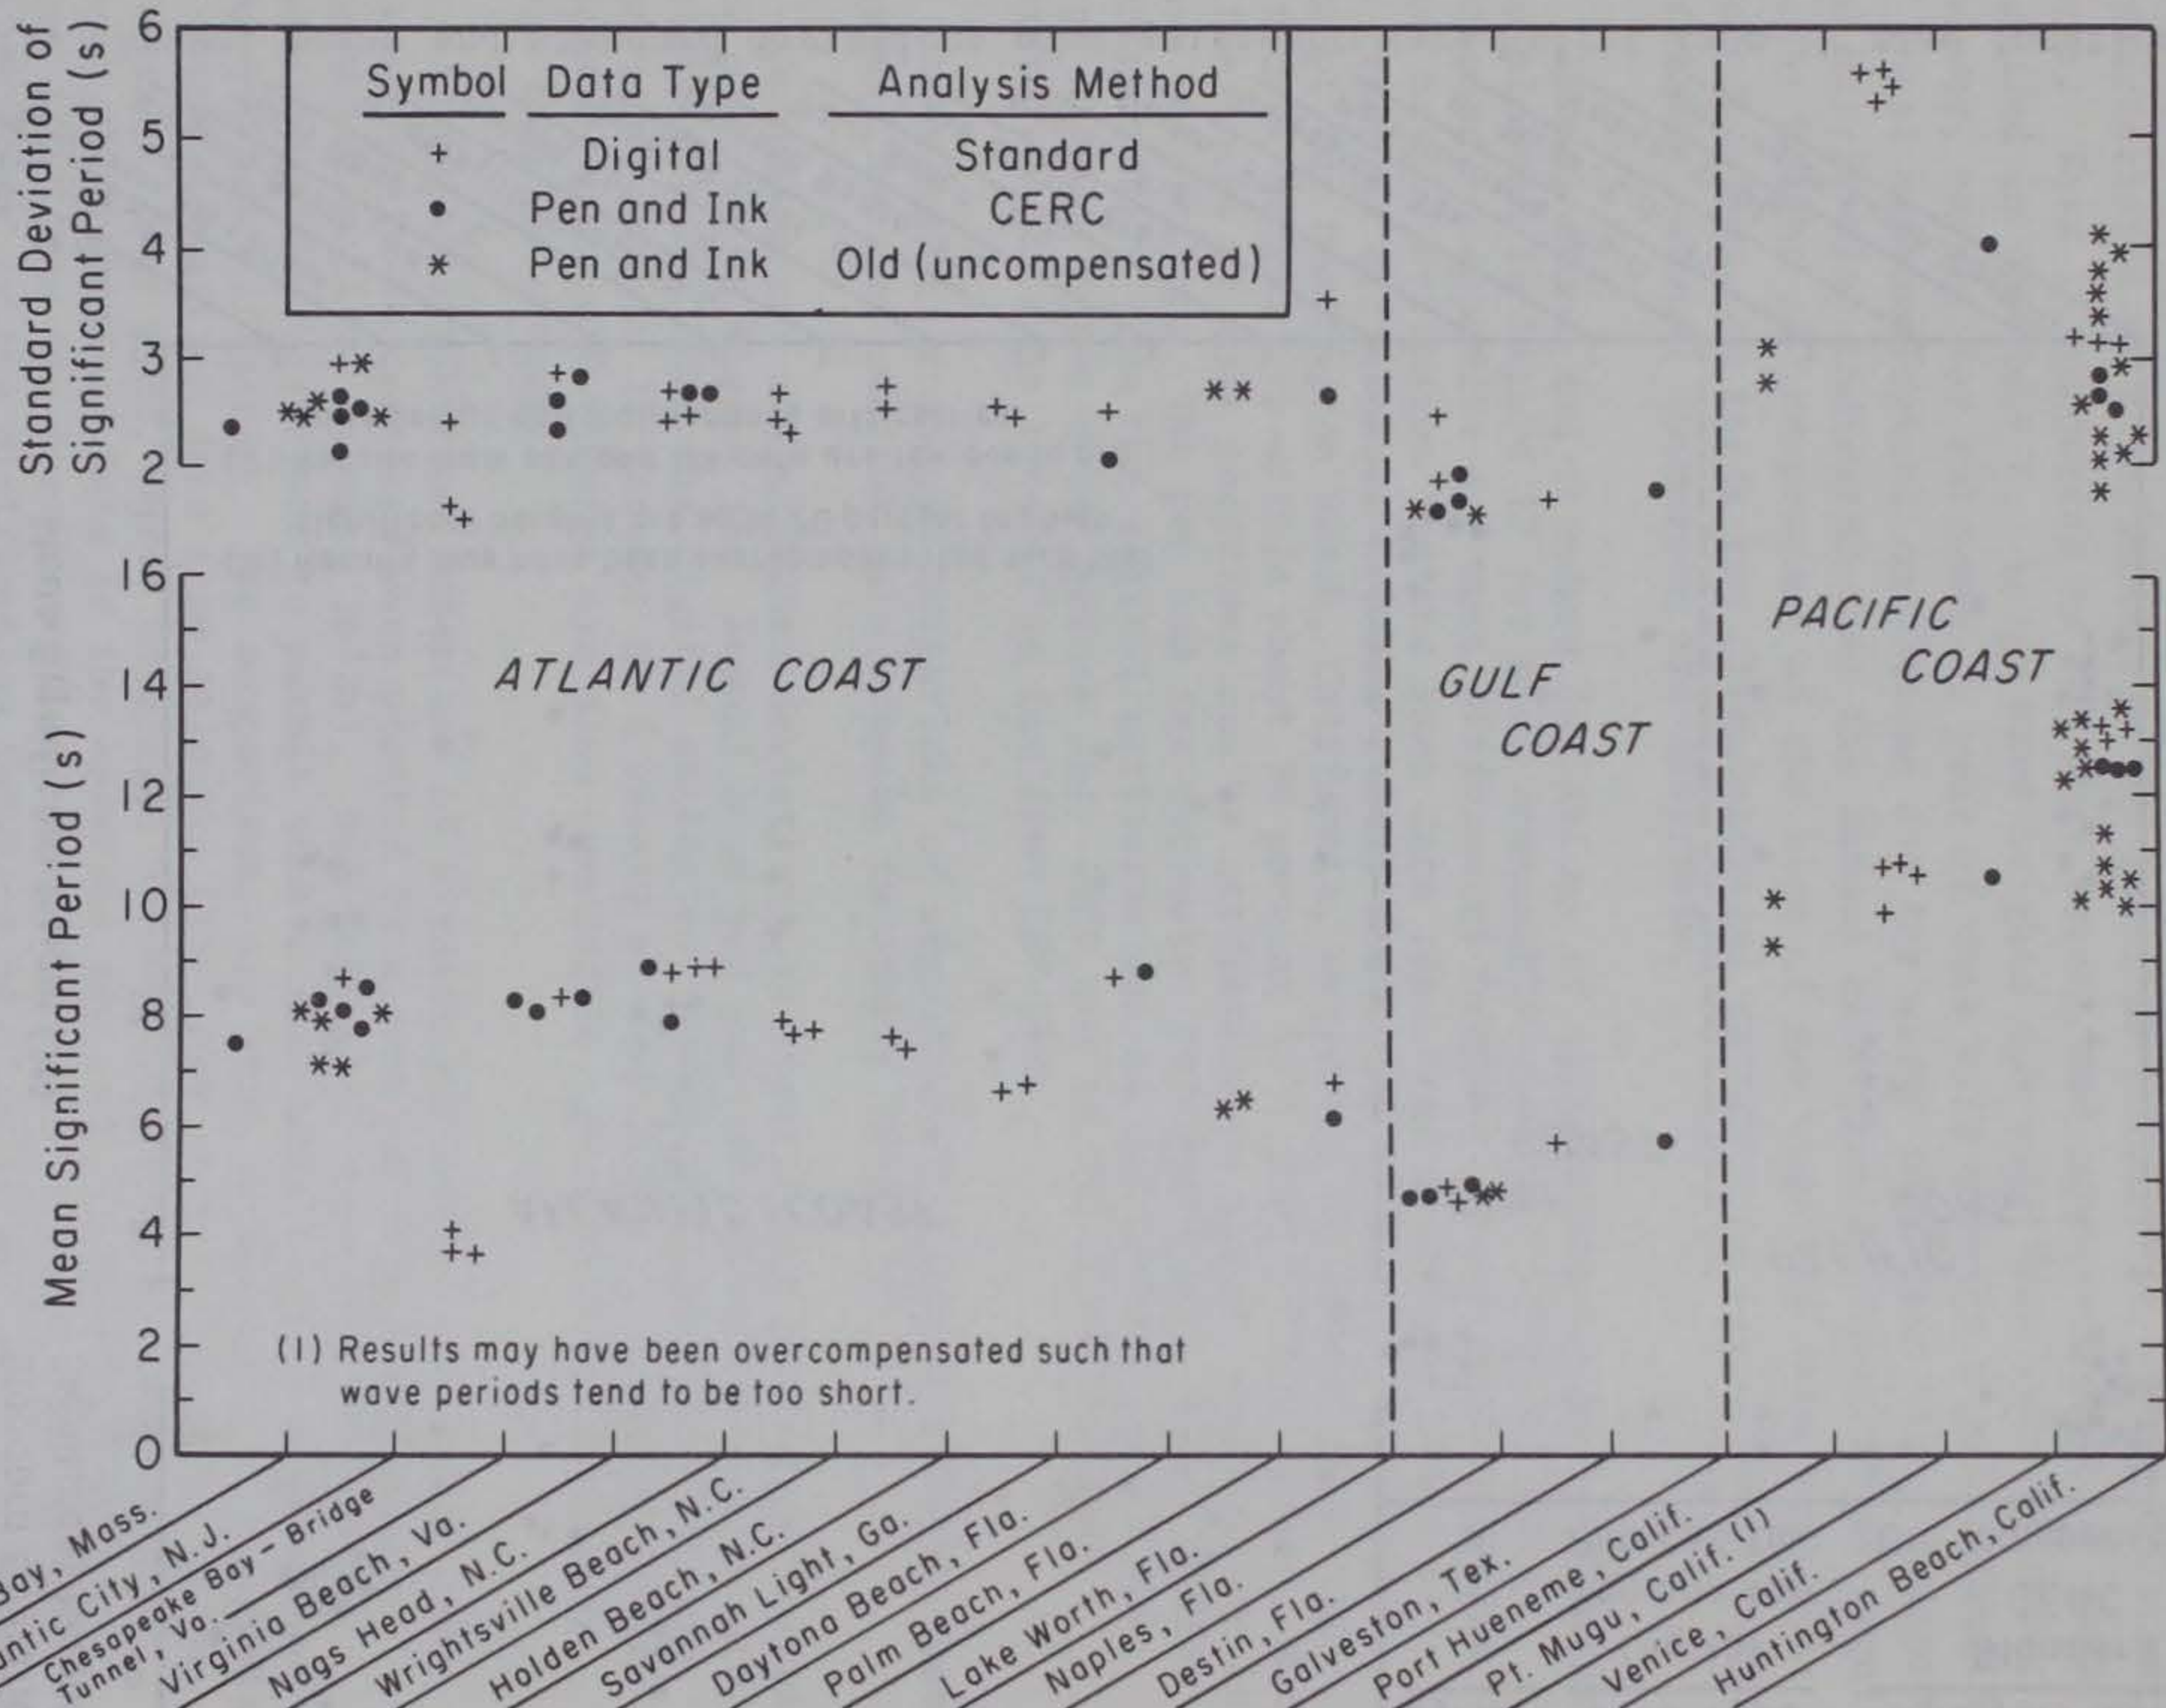 Standard Deviation of
Significant Period (s)
6
5
4
3
2
Symbol Data Type Analysis Method
+ Digital Standard
● Pen and Ink CERC
* Pen and Ink Old (uncompensated)
Mean Significant Period (s)
16
14
12
10
8
6
4
2
0
ATLANTIC COAST
GULF
COAST
PACIFIC
COAST
(1) Results may have been overcompensated such that
wave periods tend to be too short.
Bay, Mass.
City, N.J.
Chesapeake Bay - Bridge
Tunnel, Va.
Virginia Beach, Va.
Nags Head, N.C.
Wrightsville Beach, N.C.
Holden Beach, N.C.
Savannah Light, Ga.
Daytona Beach, Fla.
Palm Beach, Fla.
Lake Worth, Fla.
Naples, Fla.
Destin, Fla.
Galveston, Tex.
Port Hueneme, Calif.
Pt. Mugu, Calif. (1)
Venice, Calif.
Huntington Beach, Calif.